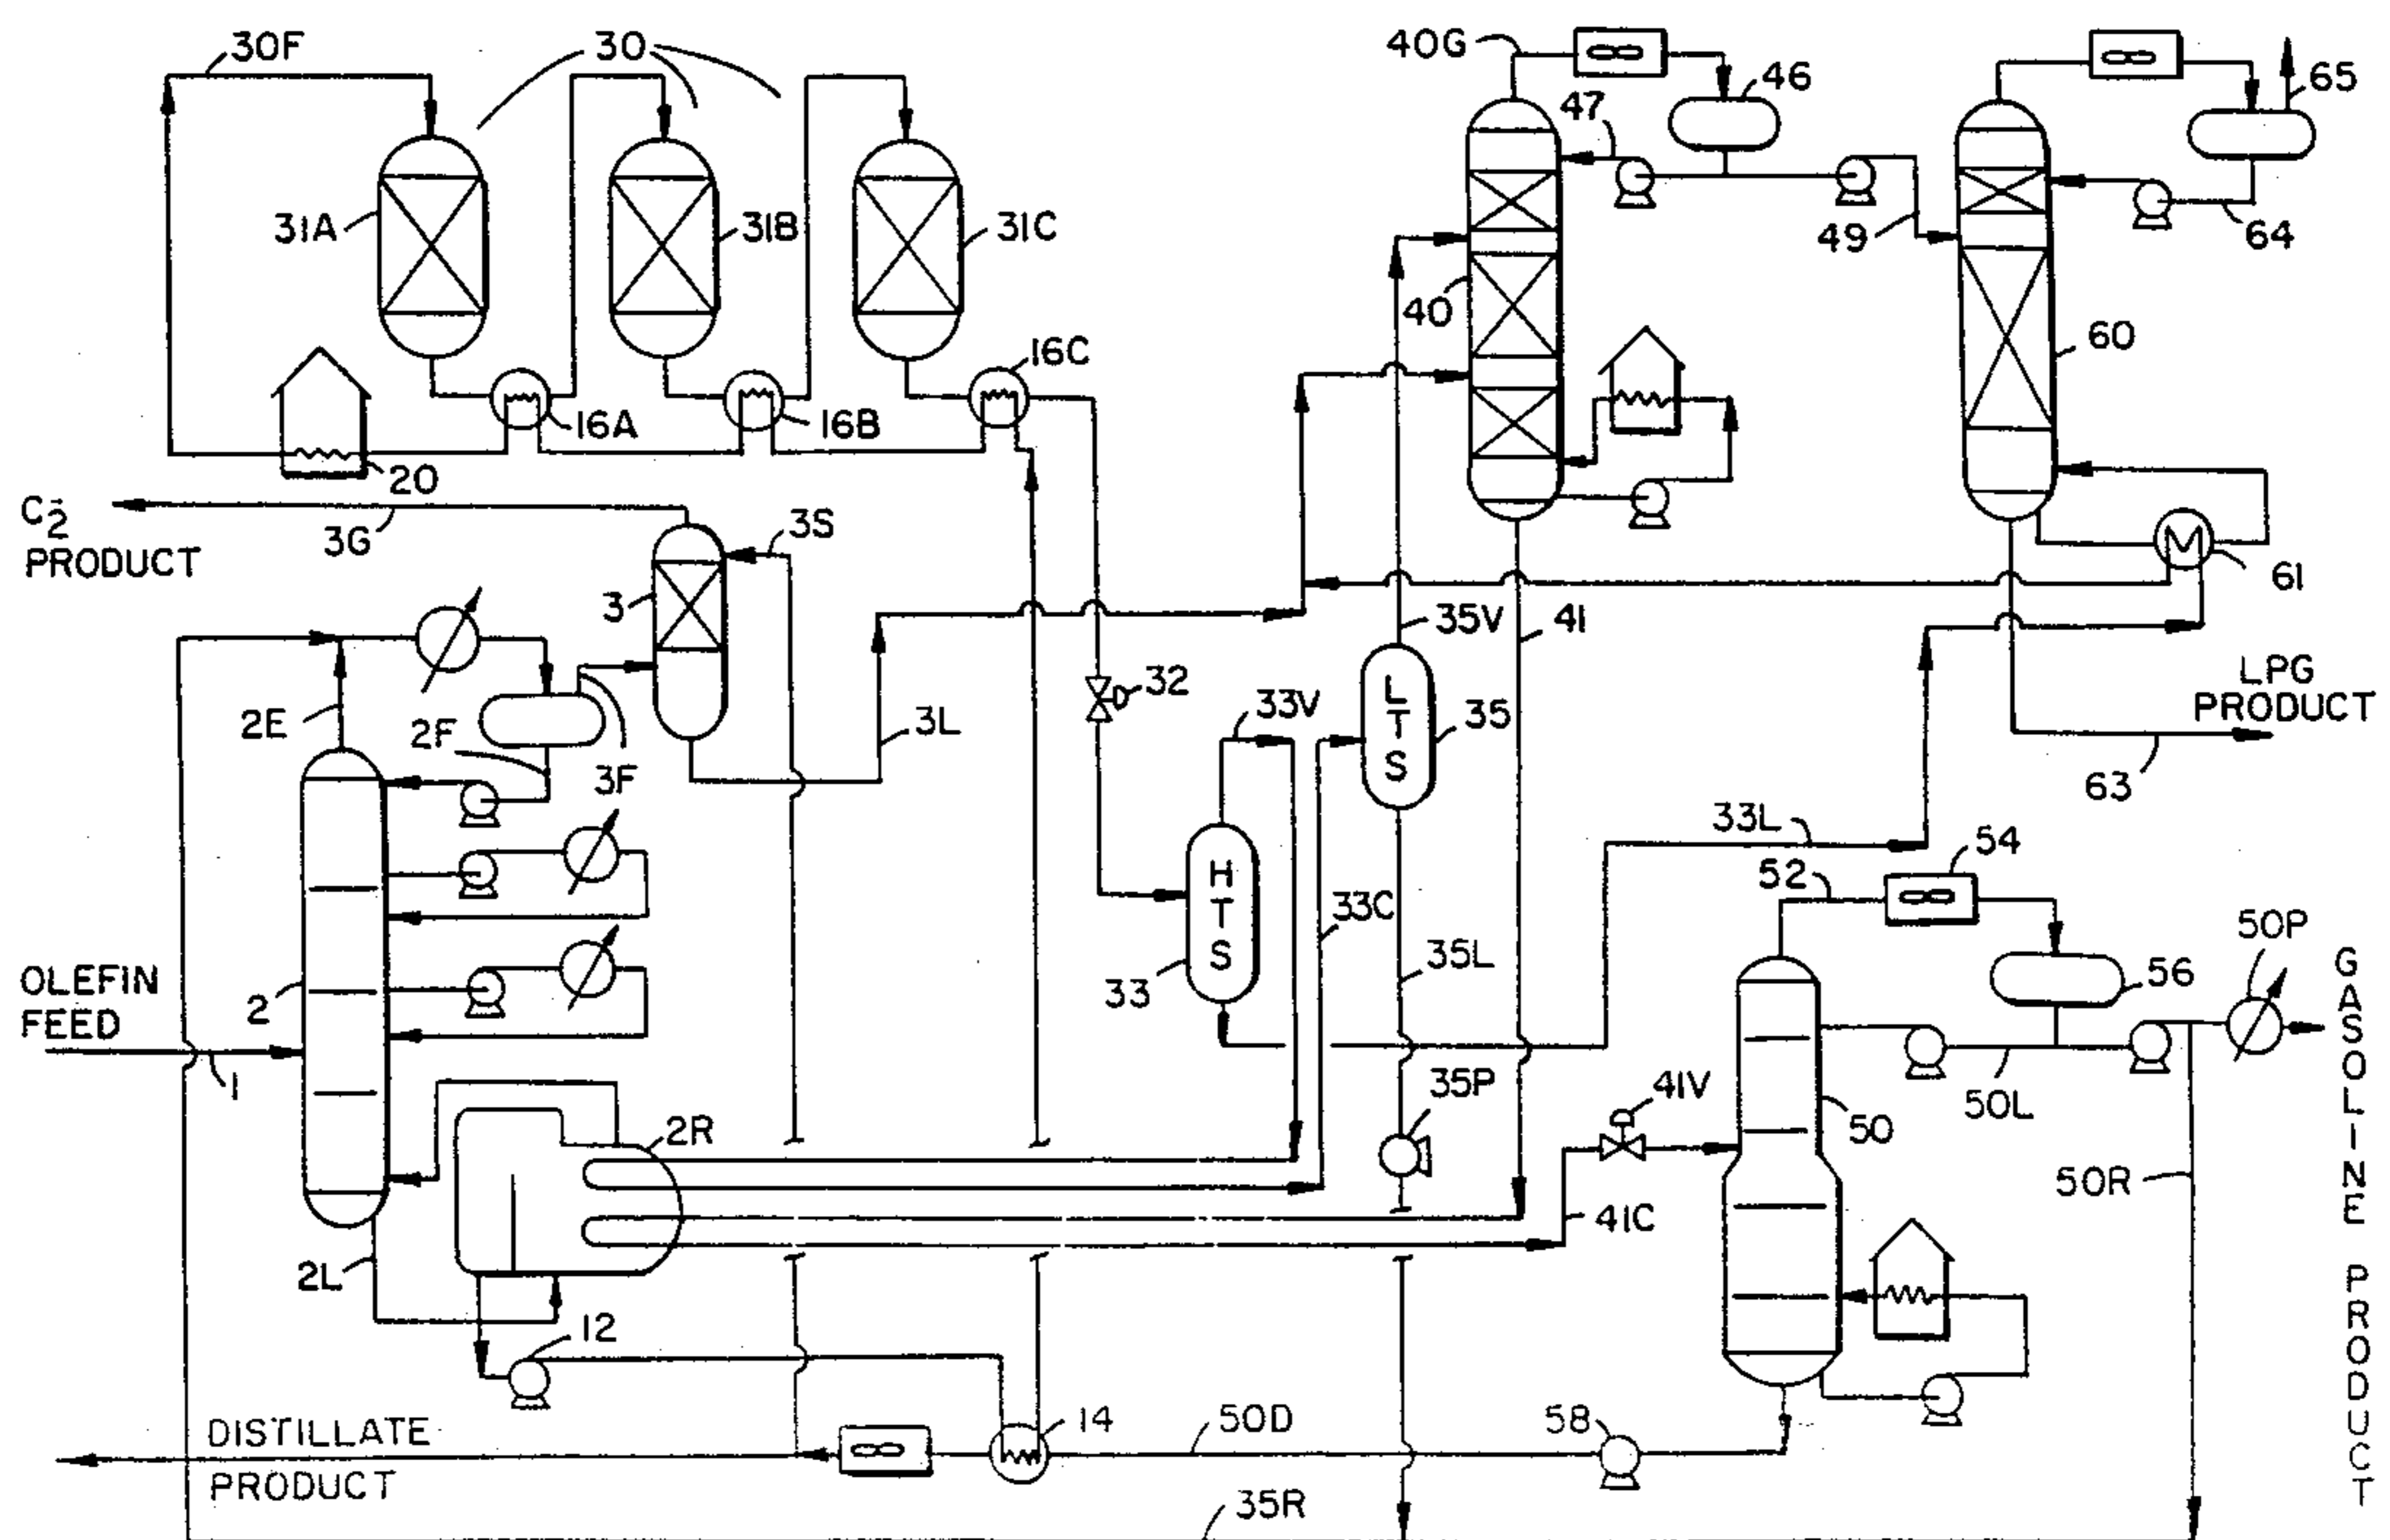 30F
30
40G
46
47
65
31A
31B
31C
49
64
40
60
16A
16B
16C
20
C2̄
PRODUCT
3G
3S
3
61
2E
2F
3F
3L
32
33V
35V
41
L
T
S
35
LPG
PRODUCT
63
33L
54
52
H
T
S
33
33C
35L
50P
56
OLEFIN
FEED
2
1
2R
35P
41V
50
50L
50R
41C
2L
12
14
50D
58
DISTILLATE
PRODUCT
35R
G
A
S
O
L
I
N
E
P
R
O
D
U
C
T